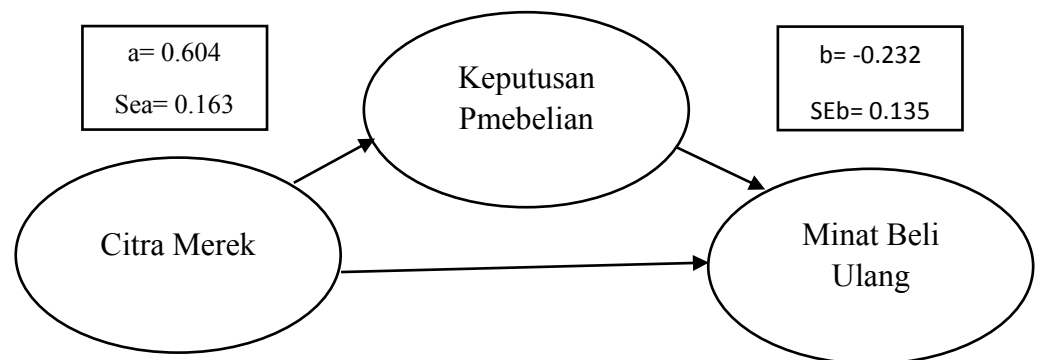 a= 0.604
Sea= 0.163
Keputusan
Pmebelian
b= -0.232
SEb= 0.135
Citra Merek
Minat Beli
Ulang